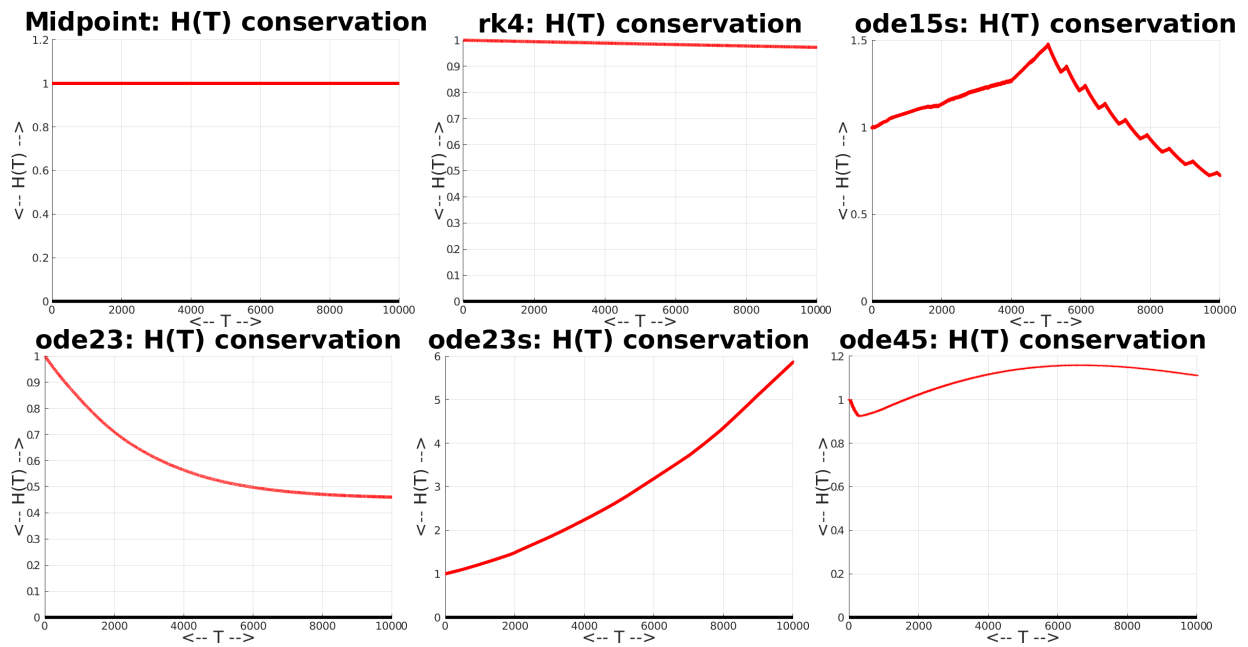 Midpoint: H(T) conservation
1.2
1
0.8
0.6
0.4
0.2
0
<-- H(T) -->
0 2000 4000 6000 8000 10000
<-- T -->
rk4: H(T) conservation
1
0.9
0.8
0.7
0.6
0.5
0.4
0.3
0.2
0.1
0
<-- H(T) -->
0 2000 4000 6000 8000 10000
<-- T -->
ode15s: H(T) conservation
1.5
1
0.5
0
<-- H(T) -->
0 2000 4000 6000 8000 10000
<-- T -->
ode23: H(T) conservation
1
0.9
0.8
0.7
0.6
0.5
0.4
0.3
0.2
0.1
0
<-- H(T) -->
0 2000 4000 6000 8000 10000
<-- T -->
ode23s: H(T) conservation
6
5
4
3
2
1
0
<-- H(T) -->
0 2000 4000 6000 8000 10000
<-- T -->
ode45: H(T) conservation
1.2
1
0.8
0.6
0.4
0.2
0
<-- H(T) -->
0 2000 4000 6000 8000 10000
<-- T -->